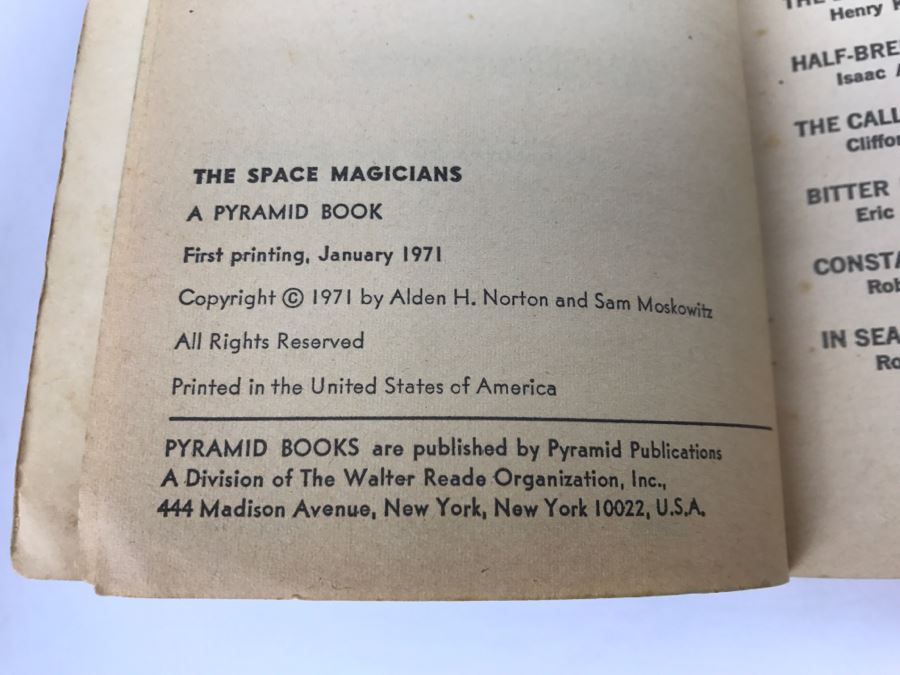 THE SPACE MAGICIANS
A PYRAMID BOOK
First printing, January 1971
Copyright © 1971 by Alden H. Norton and Sam Moskowitz
All Rights Reserved
Printed in the United States of America
PYRAMID BOOKS are published by Pyramid Publications
A Division of The Walter Reade Organization, Inc.,
444 Madison Avenue, New York, New York 10022, U.S.A.
THE
Henry
HALF-BRE
Isaac
THE CALL
Cliffor
BITTER
Eric
CONSTA
Rob
IN SEA
Ro